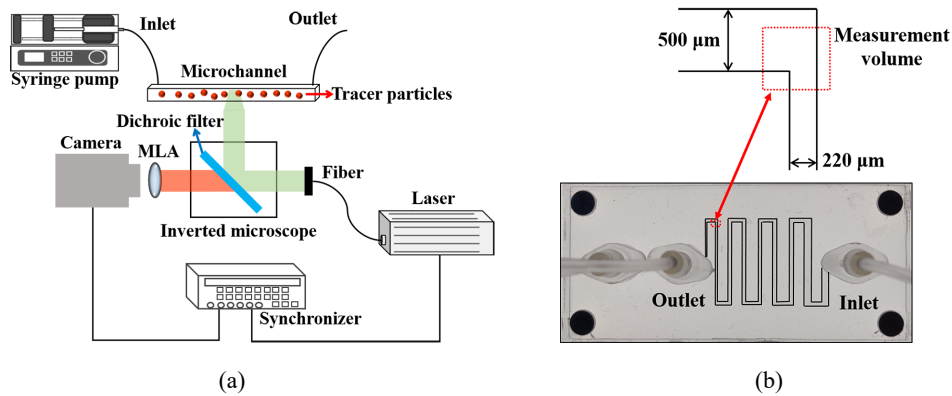 Inlet
Outlet
Syringe pump
Microchannel
Tracer particles
Dichroic filter
Camera
MLA
Fiber
Laser
Inverted microscope
Synchronizer
(a)
500 µm
Measurement
volume
220 µm
Outlet
Inlet
(b)